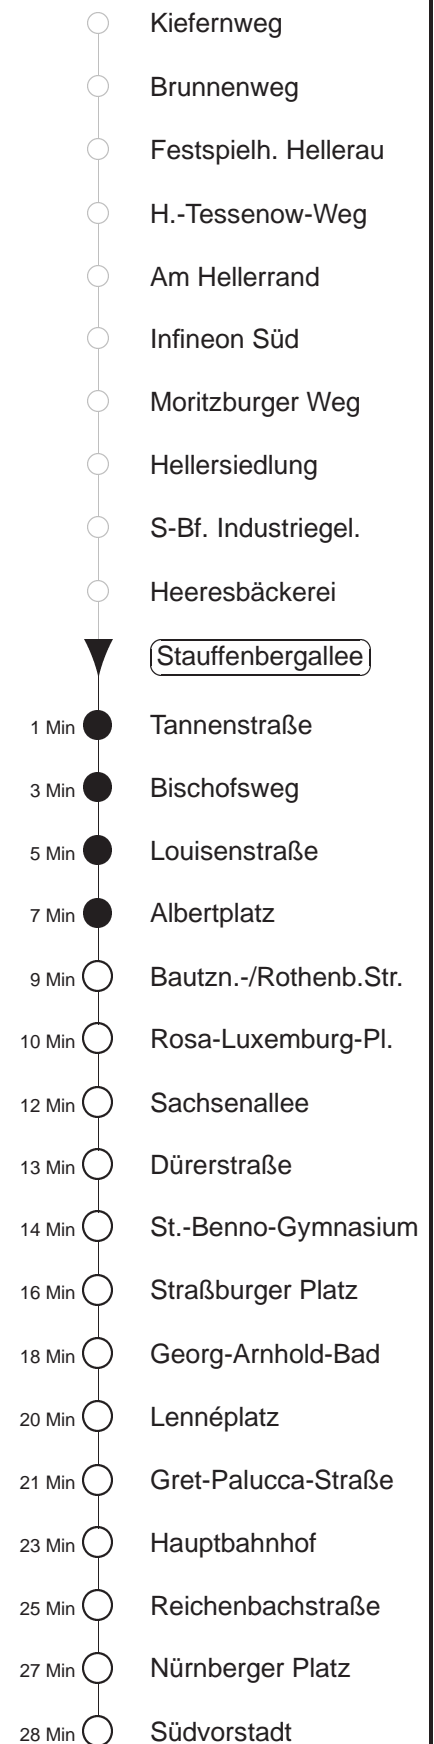 Kiefernweg
Brunnenweg
Festspielh. Hellerau
H.-Tessenow-Weg
Am Hellerrand
Infineon Süd
Moritzburger Weg
Hellersiedlung
S-Bf. Industriegel.
Heeresbäckerei
Stauffenbergallee
1 Min Tannenstraße
3 Min Bischofsweg
5 Min Louisenstraße
7 Min Albertplatz
9 Min Bautzn.-/Rothenb.Str.
10 Min Rosa-Luxemburg-Pl.
12 Min Sachsenallee
13 Min Dürerstraße
14 Min St.-Benno-Gymnasium
16 Min Straßburger Platz
18 Min Georg-Arnhold-Bad
20 Min Lennéplatz
21 Min Gret-Palucca-Straße
23 Min Hauptbahnhof
25 Min Reichenbachstraße
27 Min Nürnberger Platz
28 Min Südvorstadt